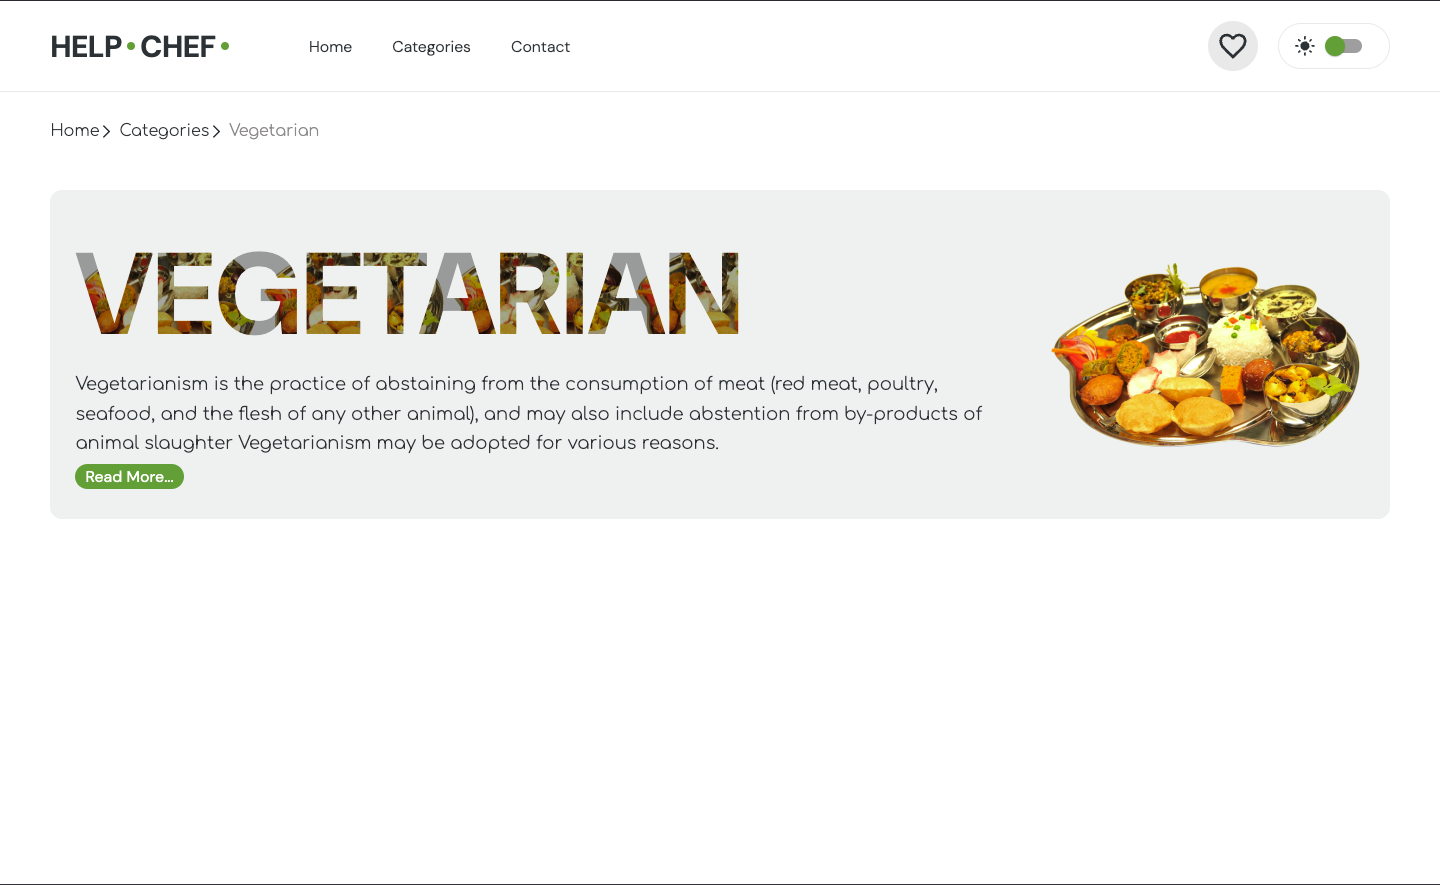 HELP • CHEF •
Home
Categories
Contact
Home > Categories > Vegetarian
VEGETARIAN
Vegetarianism is the practice of abstaining from the consumption of meat (red meat, poultry,
seafood, and the flesh of any other animal), and may also include abstention from by-products of
animal slaughter Vegetarianism may be adopted for various reasons.
Read More...